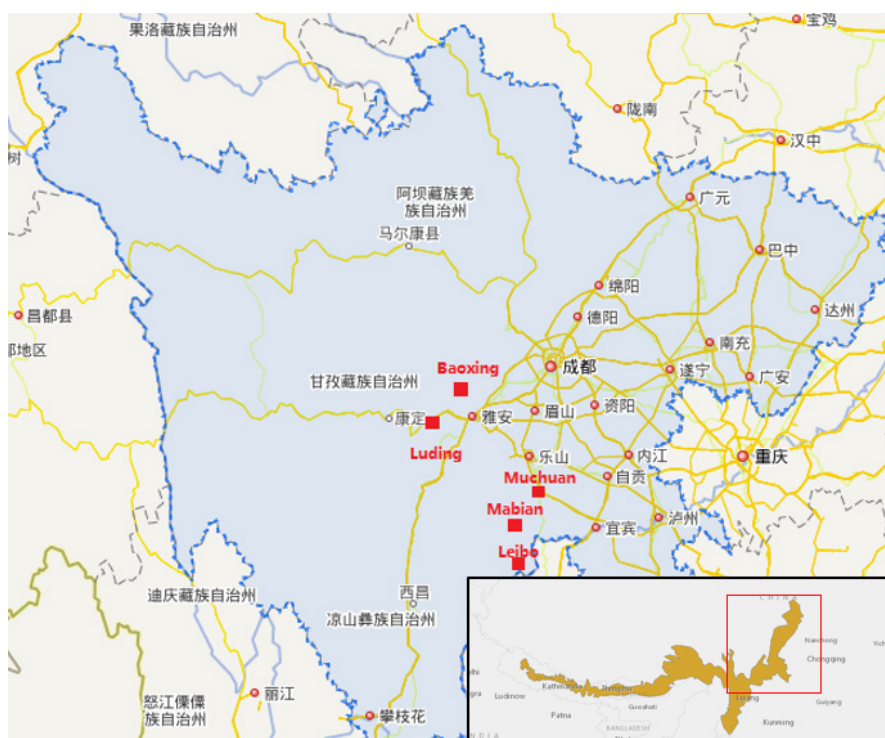 果洛藏族自治州
宝鸡
陇南
汉中
树
阿坝藏族羌
族自治州
马尔康县
广元
巴中
绵阳
昌都县
德阳
达州
南充
甘孜藏族自治州
Baoxing
成都
遂宁
广安
康定
雅安
眉山
资阳
Luding
乐山
内江
重庆
Muchuan
自贡
Mabian
宜宾
泸州
Leibo
迪庆藏族自治州
西昌
凉山彝族自治州
CHINA
Nanchong
Chongqing
Kathmandu
Lucknow
Guwahati
Lijiang
Guiyang
Patna
BANGLADESH
Kunming
怒江傈僳
族自治州
丽江
攀枝花